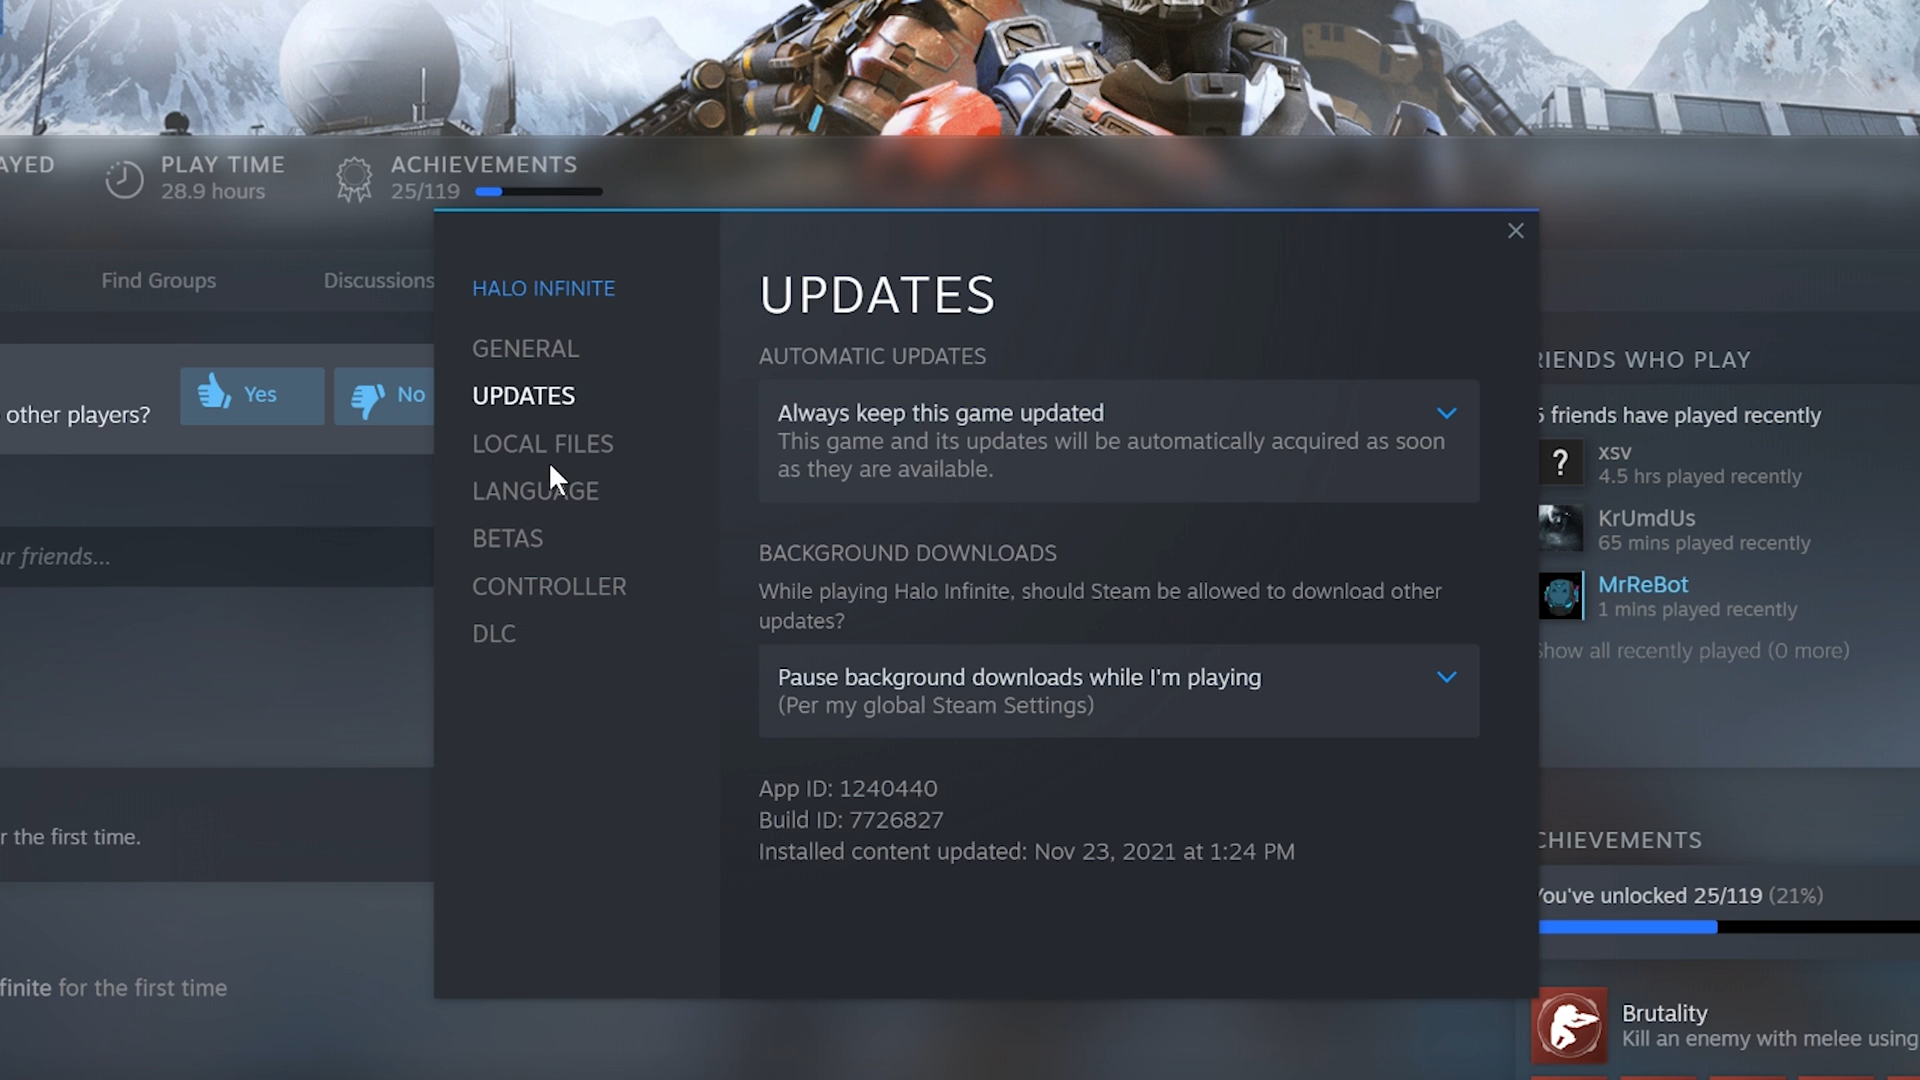 AYED
PLAY TIME
28.9 hours
ACHIEVEMENTS
25/119
Find Groups
Discussions
other players?
Yes
No
ur friends...
r the first time.
finite for the first time
HALO INFINITE
GENERAL
UPDATES
LOCAL FILES
LANGUAGE
BETAS
CONTROLLER
DLC
UPDATES
AUTOMATIC UPDATES
Always keep this game updated
This game and its updates will be automatically acquired as soon
as they are available.
BACKGROUND DOWNLOADS
While playing Halo Infinite, should Steam be allowed to download other
updates?
Pause background downloads while I'm playing
(Per my global Steam Settings)
App ID: 1240440
Build ID: 7726827
Installed content updated: Nov 23, 2021 at 1:24 PM
RIENDS WHO PLAY
5 friends have played recently
?
xsv
4.5 hrs played recently
KrUmdUs
65 mins played recently
MrReBot
1 mins played recently
Show all recently played (0 more)
CHIEVEMENTS
You've unlocked 25/119 (21%)
Brutality
Kill an enemy with melee using